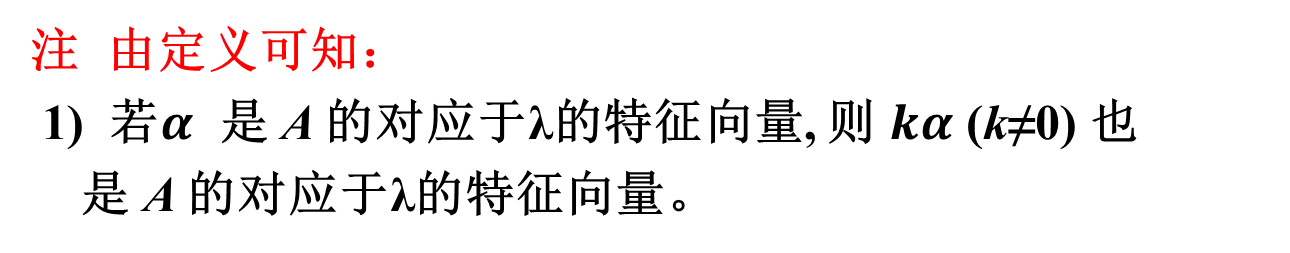 注 由定义可知：
1) 若α 是 A 的对应于λ的特征向量, 则 kα (k≠0) 也
是 A 的对应于λ的特征向量。